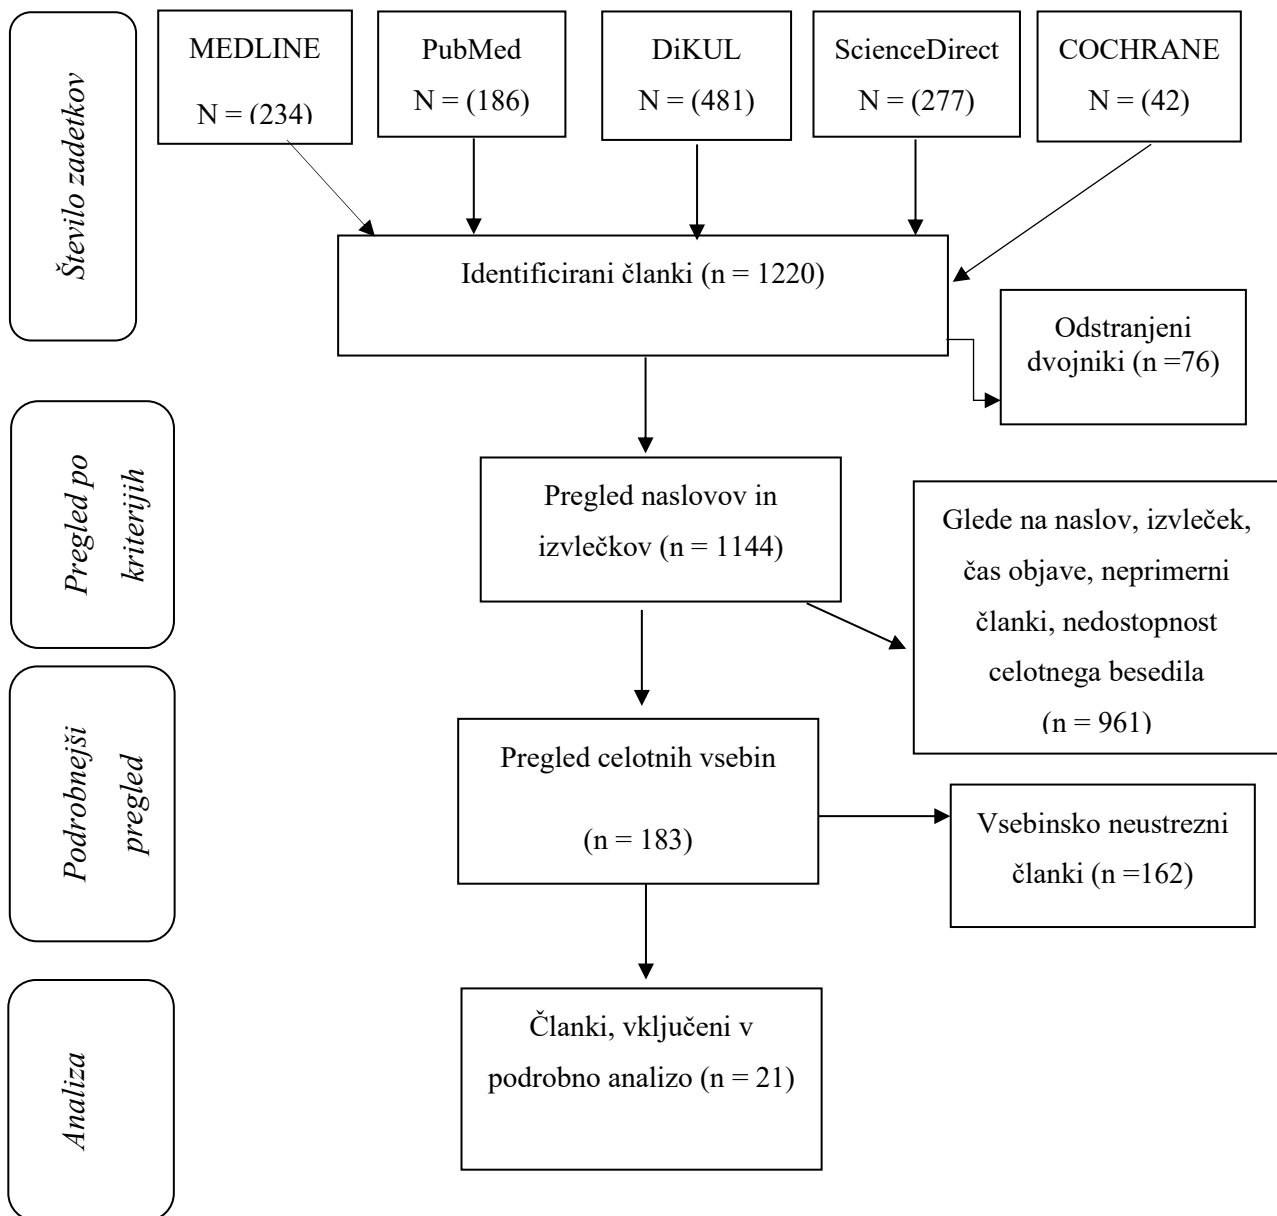 Število zadetkov
MEDLINE
N = (234)
PubMed
N = (186)
DiKUL
N = (481)
ScienceDirect
N = (277)
COCHRANE
N = (42)
Identificirani članki (n = 1220)
Odstranjeni
dvojniki (n =76)
Pregled po
kriterijih
Pregled naslovov in
izvlečkov (n = 1144)
Glede na naslov, izvleček,
čas objave, neprimerni
članki, nedostopnost
celotnega besedila
(n = 961)
Podrobnejši
pregled
Pregled celotnih vsebin
(n = 183)
Vsebinsko neustrezni
članki (n =162)
Analiza
Članki, vključeni v
podrobno analizo (n = 21)